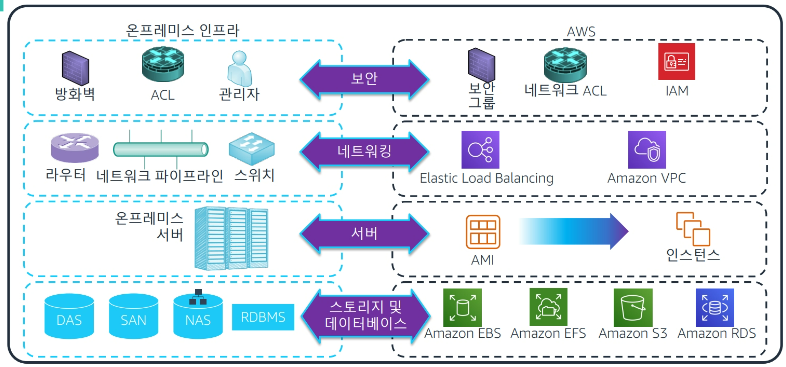 온프레미스 인프라
AWS
방화벽
ACL
관리자
보안
보안
그룹
네트워크 ACL
IAM
라우터
네트워크 파이프라인
스위치
네트워킹
Elastic Load Balancing
Amazon VPC
온프레미스
서버
서버
AMI
인스턴스
DAS
SAN
NAS
RDBMS
스토리지 및
데이터베이스
Amazon EBS
Amazon EFS
Amazon S3
Amazon RDS